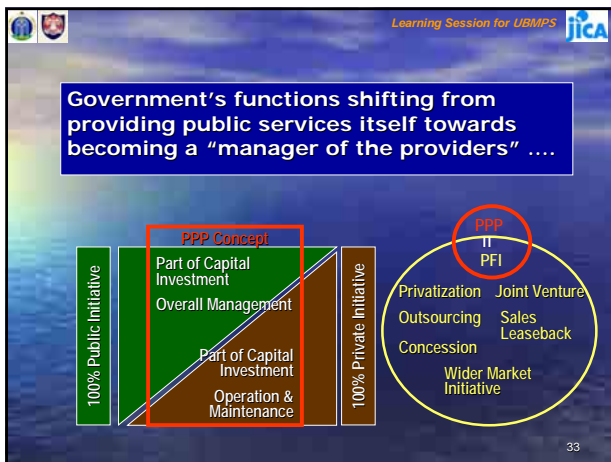 Learning Session for UBMPS
jICA
Government's functions shifting from
providing public services itself towards
becoming a “manager of the providers” ....
100% Public Initiative
PPP Concept
Part of Capital
Investment
Overall Management
Part of Capital
Investment
Operation &
Maintenance
100% Private Initiative
PPP
II
PFI
Privatization Joint Venture
Outsourcing Sales
Leaseback
Concession
Wider Market
Initiative
33